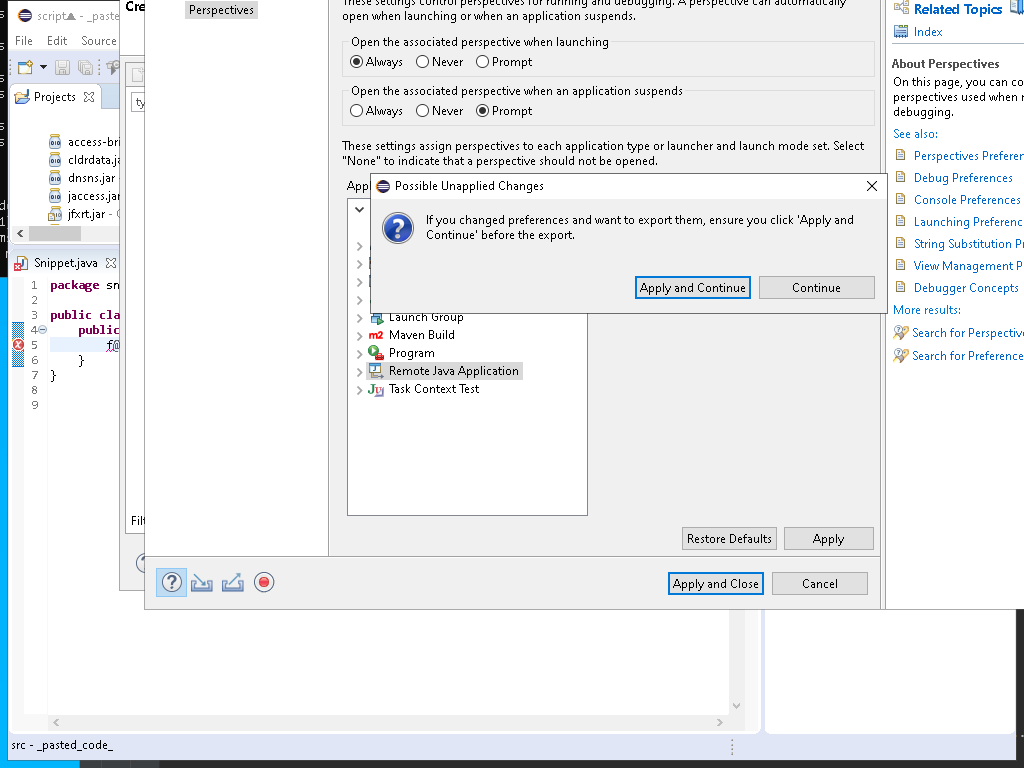 script - _pasted
File Edit Source
Projects
access-bri
cldrdata.ja
dnsns.jar
jaccess.jar
jfxrt.jar -
Snippet.java
1 package sn
2
3 public cla
4 public
5 f@
6 }
7 }
8
9
src - _pasted_code_
Cre
ty
Filt
Perspectives
These settings control perspectives for running and debugging. A perspective can automatically
open when launching or when an application suspends.
Open the associated perspective when launching
Always Never Prompt
Open the associated perspective when an application suspends
Always Never Prompt
These settings assign perspectives to each application type or launcher and launch mode set. Select
"None" to indicate that a perspective should not be opened.
Appl
Possible Unapplied Changes
If you changed preferences and want to export them, ensure you click 'Apply and
Continue' before the export.
Apply and Continue Continue
Launch Group
m2 Maven Build
Program
Remote Java Application
Ju Task Context Test
Restore Defaults Apply
Apply and Close Cancel
Related Topics
Index
About Perspectives
On this page, you can co
perspectives used when r
debugging.
See also:
Perspectives Preferen
Debug Preferences
Console Preferences
Launching Preferenc
String Substitution Pr
View Management P
Debugger Concepts
More results:
Search for Perspective
Search for Preference